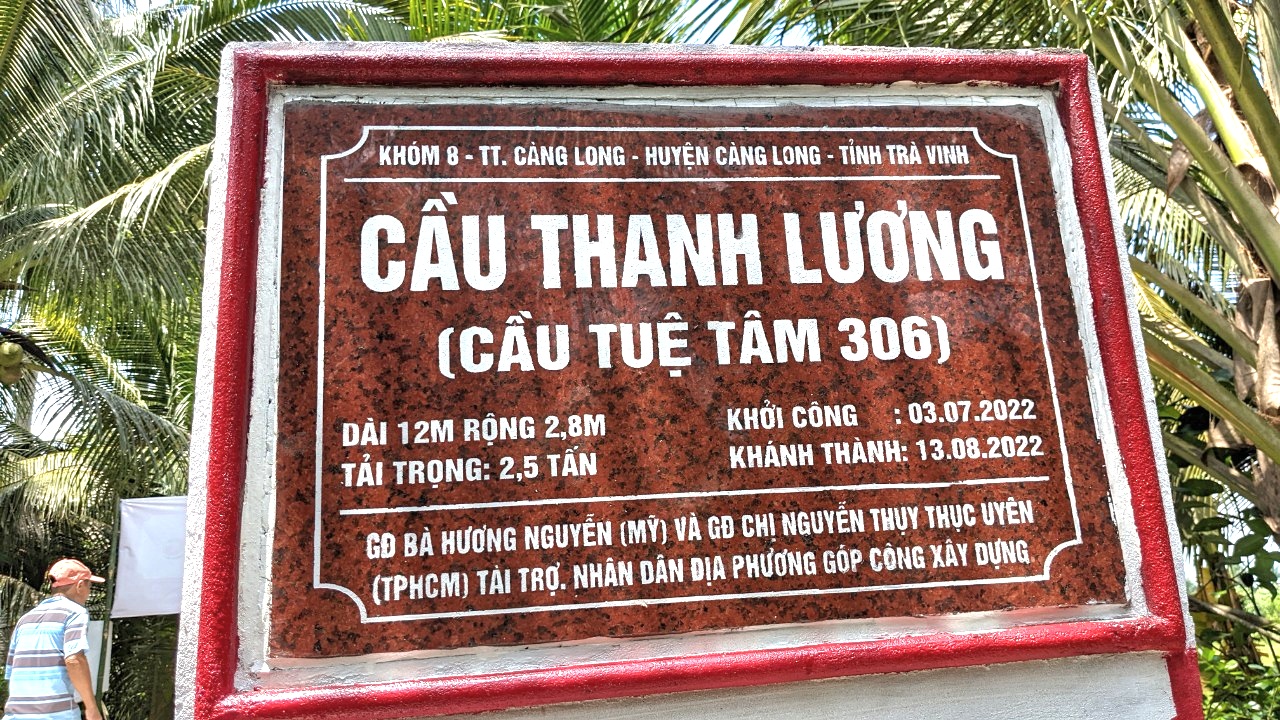 KHÓM 8 - TT. CÀNG LONG - HUYỆN CÀNG LONG - TỈNH TRÀ VINH
CẦU THANH LƯƠNG
(CẦU TUỆ TÂM 306)
DÀI 12M RỘNG 2,8M
TẢI TRỌNG: 2,5 TẤN
KHỞI CÔNG : 03.07.2022
KHÁNH THÀNH: 13.08.2022
GĐ BÀ HƯƠNG NGUYỄN (MỸ) VÀ GĐ CHỊ NGUYỄN THỤY THỤC UYÊN
(TPHCM) TÀI TRỢ. NHÂN DÂN ĐỊA PHƯƠNG GÓP CÔNG XÂY DỰNG